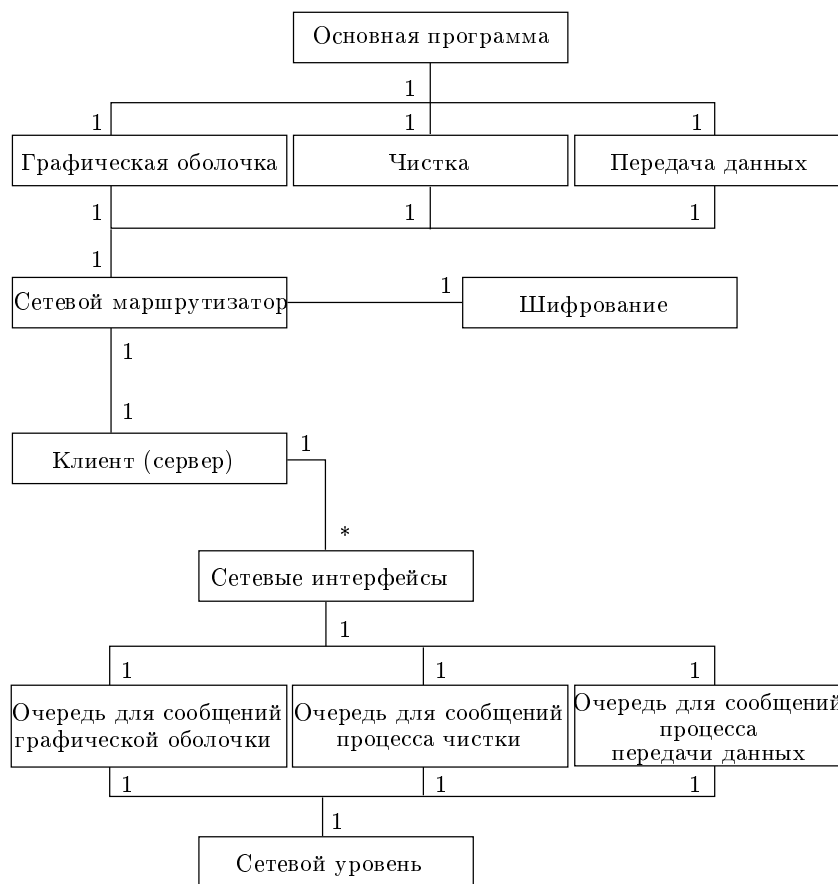 Основная программа
1
1 1 1
Графическая оболочка Чистка Передача данных
1 1 1
1
Сетевой маршрутизатор 1 Шифрование
1
1
Клиент (сервер) 1
*
Сетевые интерфейсы
1
1 1 1
Очередь для сообщений
графической оболочки
Очередь для сообщений
процесса чистки
Очередь для сообщений
процесса
передачи данных
1 1 1
1
Сетевой уровень